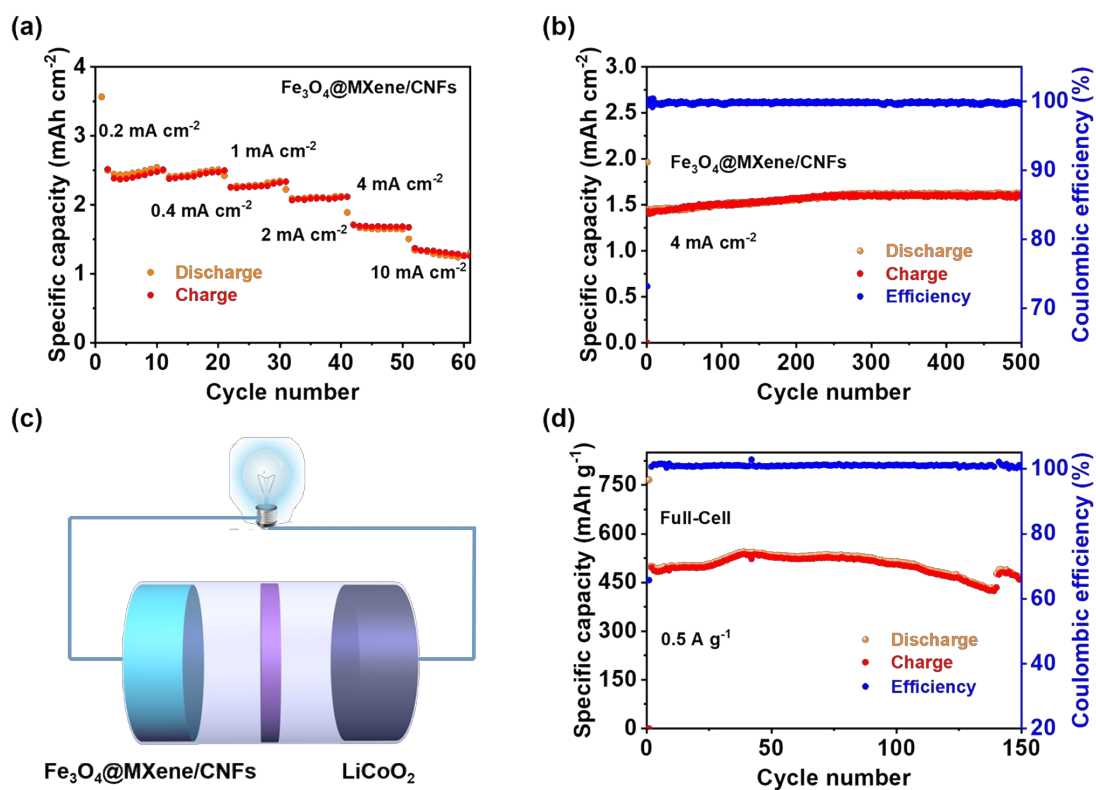 (a)
Specific capacity (mAh cm⁻²)
4
3
2
1
0
Fe₃O₄@MXene/CNFs
0.2 mA cm⁻²
1 mA cm⁻²
4 mA cm⁻²
0.4 mA cm⁻²
2 mA cm⁻²
10 mA cm⁻²
Discharge
Charge
0 10 20 30 40 50 60
Cycle number
(b)
Specific capacity (mAh cm⁻²)
3.0
2.5
2.0
1.5
1.0
0.5
0.0
Fe₃O₄@MXene/CNFs
4 mA cm⁻²
Discharge
Charge
Efficiency
100
90
80
70
Coulombic efficiency (%)
0 100 200 300 400 500
Cycle number
(c)
Fe₃O₄@MXene/CNFs
LiCoO₂
(d)
Specific capacity (mAh g⁻¹)
750
600
450
300
150
0
Full-Cell
0.5 A g⁻¹
Discharge
Charge
Efficiency
100
80
60
40
20
Coulombic efficiency (%)
0 50 100 150
Cycle number